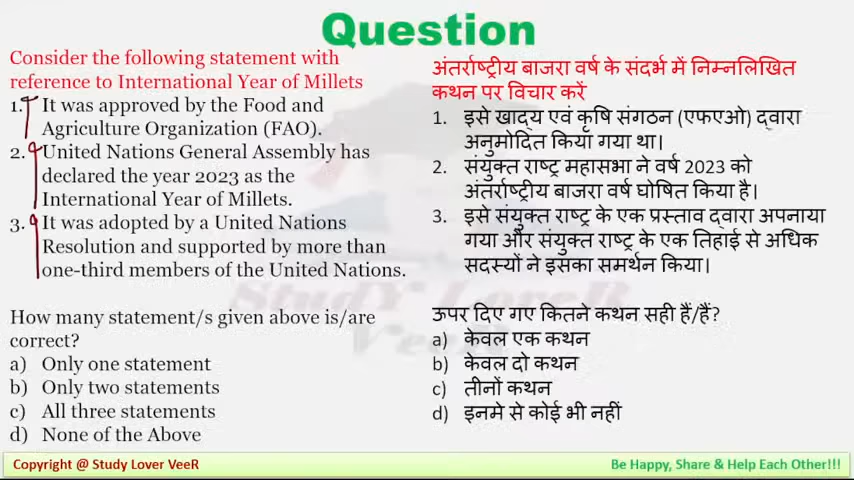 Question
Consider the following statement with
reference to International Year of Millets
1. It was approved by the Food and
Agriculture Organization (FAO).
2. United Nations General Assembly has
declared the year 2023 as the
International Year of Millets.
3. It was adopted by a United Nations
Resolution and supported by more than
one-third members of the United Nations.
How many statement/s given above is/are
correct?
a) Only one statement
b) Only two statements
c) All three statements
d) None of the Above
अंतर्राष्ट्रीय बाजरा वर्ष के संदर्भ में निम्नलिखित
कथन पर विचार करें
1. इसे खाद्य एवं कृषि संगठन (एफएओ) द्वारा
अनुमोदित किया गया था।
2. संयुक्त राष्ट्र महासभा ने वर्ष 2023 को
अंतर्राष्ट्रीय बाजरा वर्ष घोषित किया है।
3. इसे संयुक्त राष्ट्र के एक प्रस्ताव द्वारा अपनाया
गया और संयुक्त राष्ट्र के एक तिहाई से अधिक
सदस्यों ने इसका समर्थन किया।
ऊपर दिए गए कितने कथन सही हैं/हैं?
a) केवल एक कथन
b) केवल दो कथन
c) तीनों कथन
d) इनमे से कोई भी नहीं
StudY LoveR
VeeR
Copyright @ Study Lover VeeR
Be Happy, Share & Help Each Other!!!